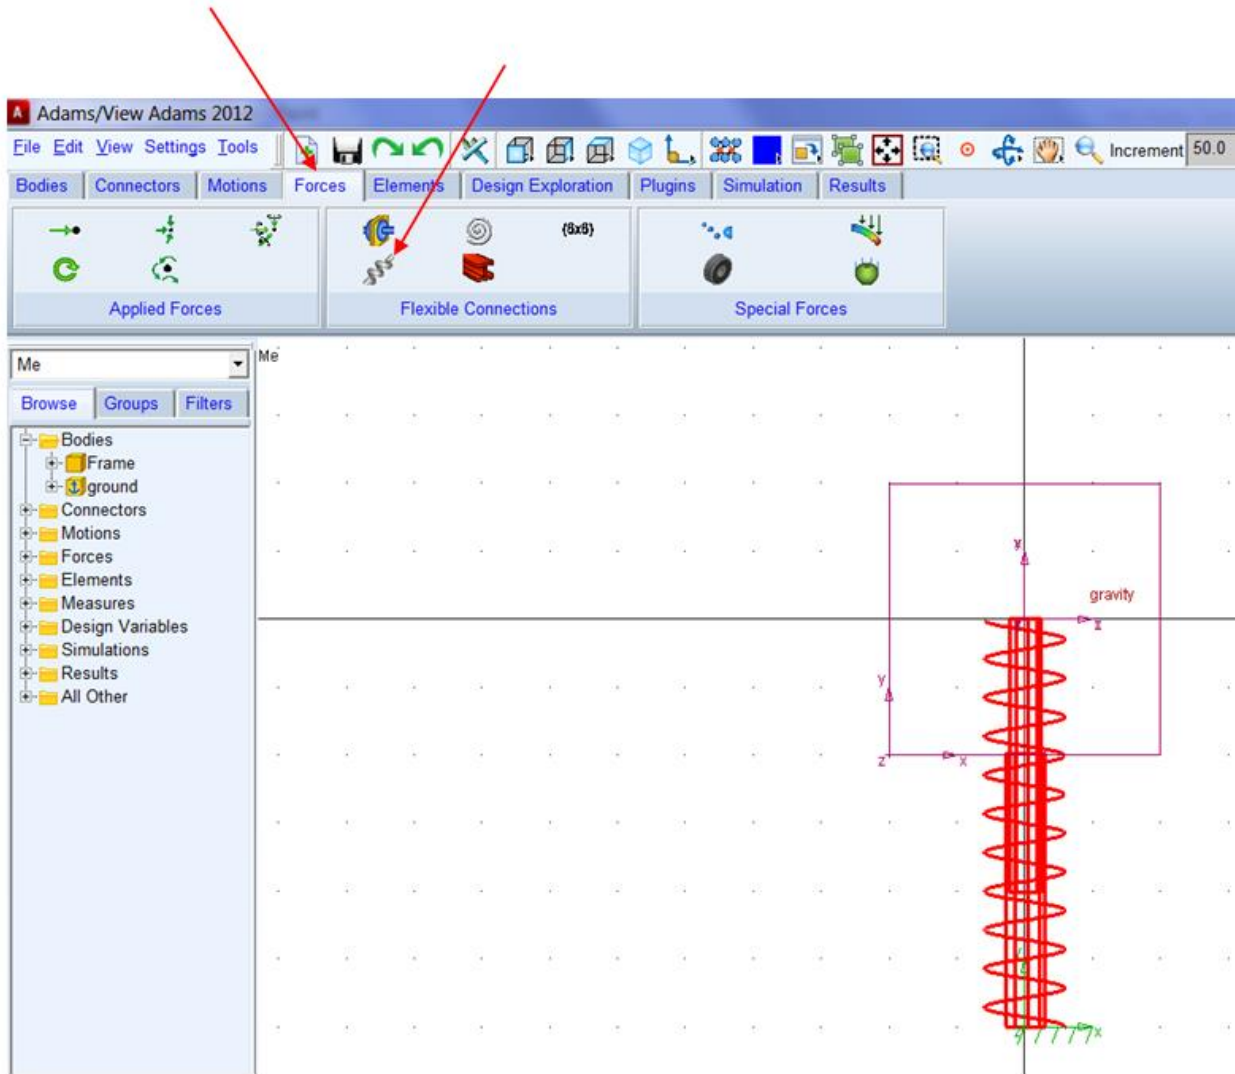 Adams/View Adams 2012
File Edit View Settings Tools
Increment 50.0
Bodies Connectors Motions Forces Elements Design Exploration Plugins Simulation Results
{6x6}
Applied Forces Flexible Connections Special Forces
Me
Me
Browse Groups Filters
Bodies
Frame
ground
Connectors
Motions
Forces
Elements
Measures
Design Variables
Simulations
Results
All Other
gravity
y
z x
x